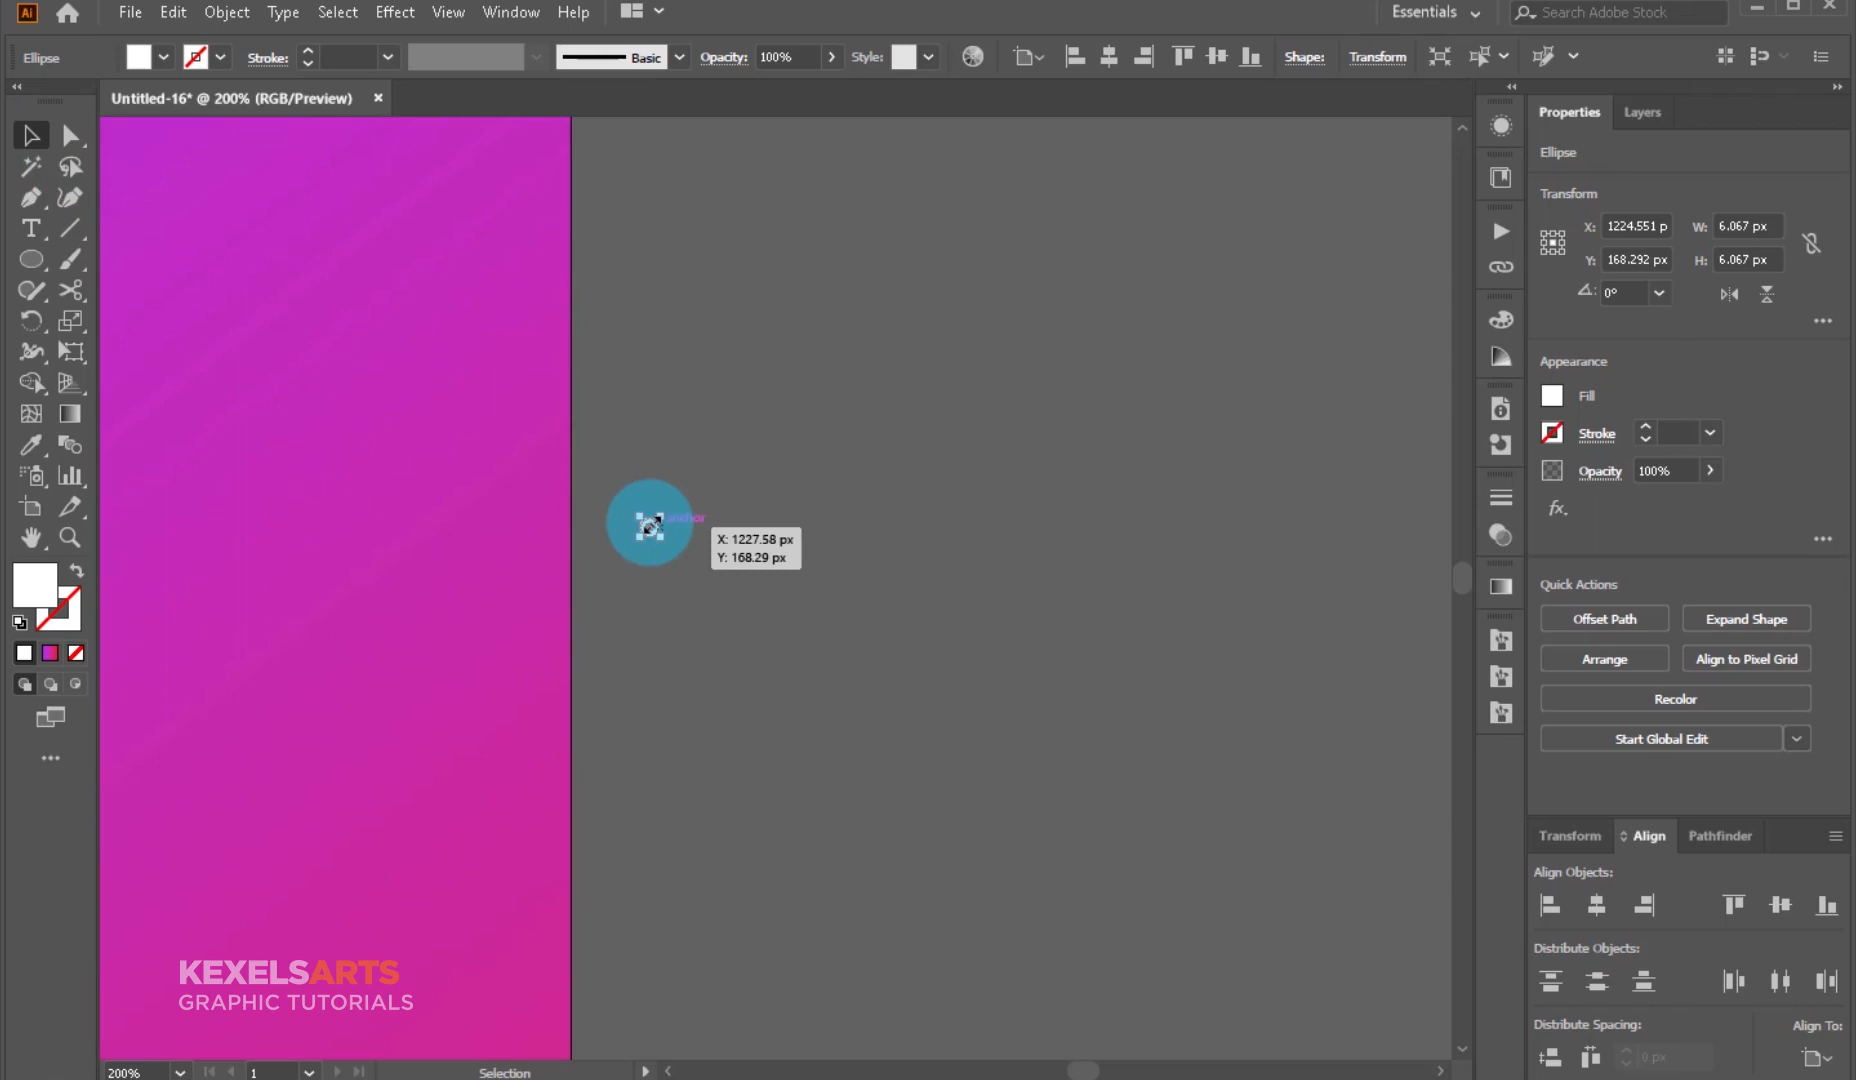 Ai File Edit Object Type Select Effect View Window Help Essentials Search Adobe Stock
Ellipse Stroke: Basic Opacity: 100% Style: Shape: Transform
Untitled-16* @ 200% (RGB/Preview) ×
Properties Layers
Ellipse
Transform
X: 1224.551 p W: 6.067 px
Y: 168.292 px H: 6.067 px
0°
Appearance
Fill
Stroke
Opacity 100%
fx.
anchor
X: 1227.58 px
Y: 168.29 px
Quick Actions
Offset Path Expand Shape
Arrange Align to Pixel Grid
Recolor
Start Global Edit
Transform Align Pathfinder
Align Objects:
Distribute Objects:
Distribute Spacing: Align To:
0 px
KEXELSARTS
GRAPHIC TUTORIALS
200% 1 Selection